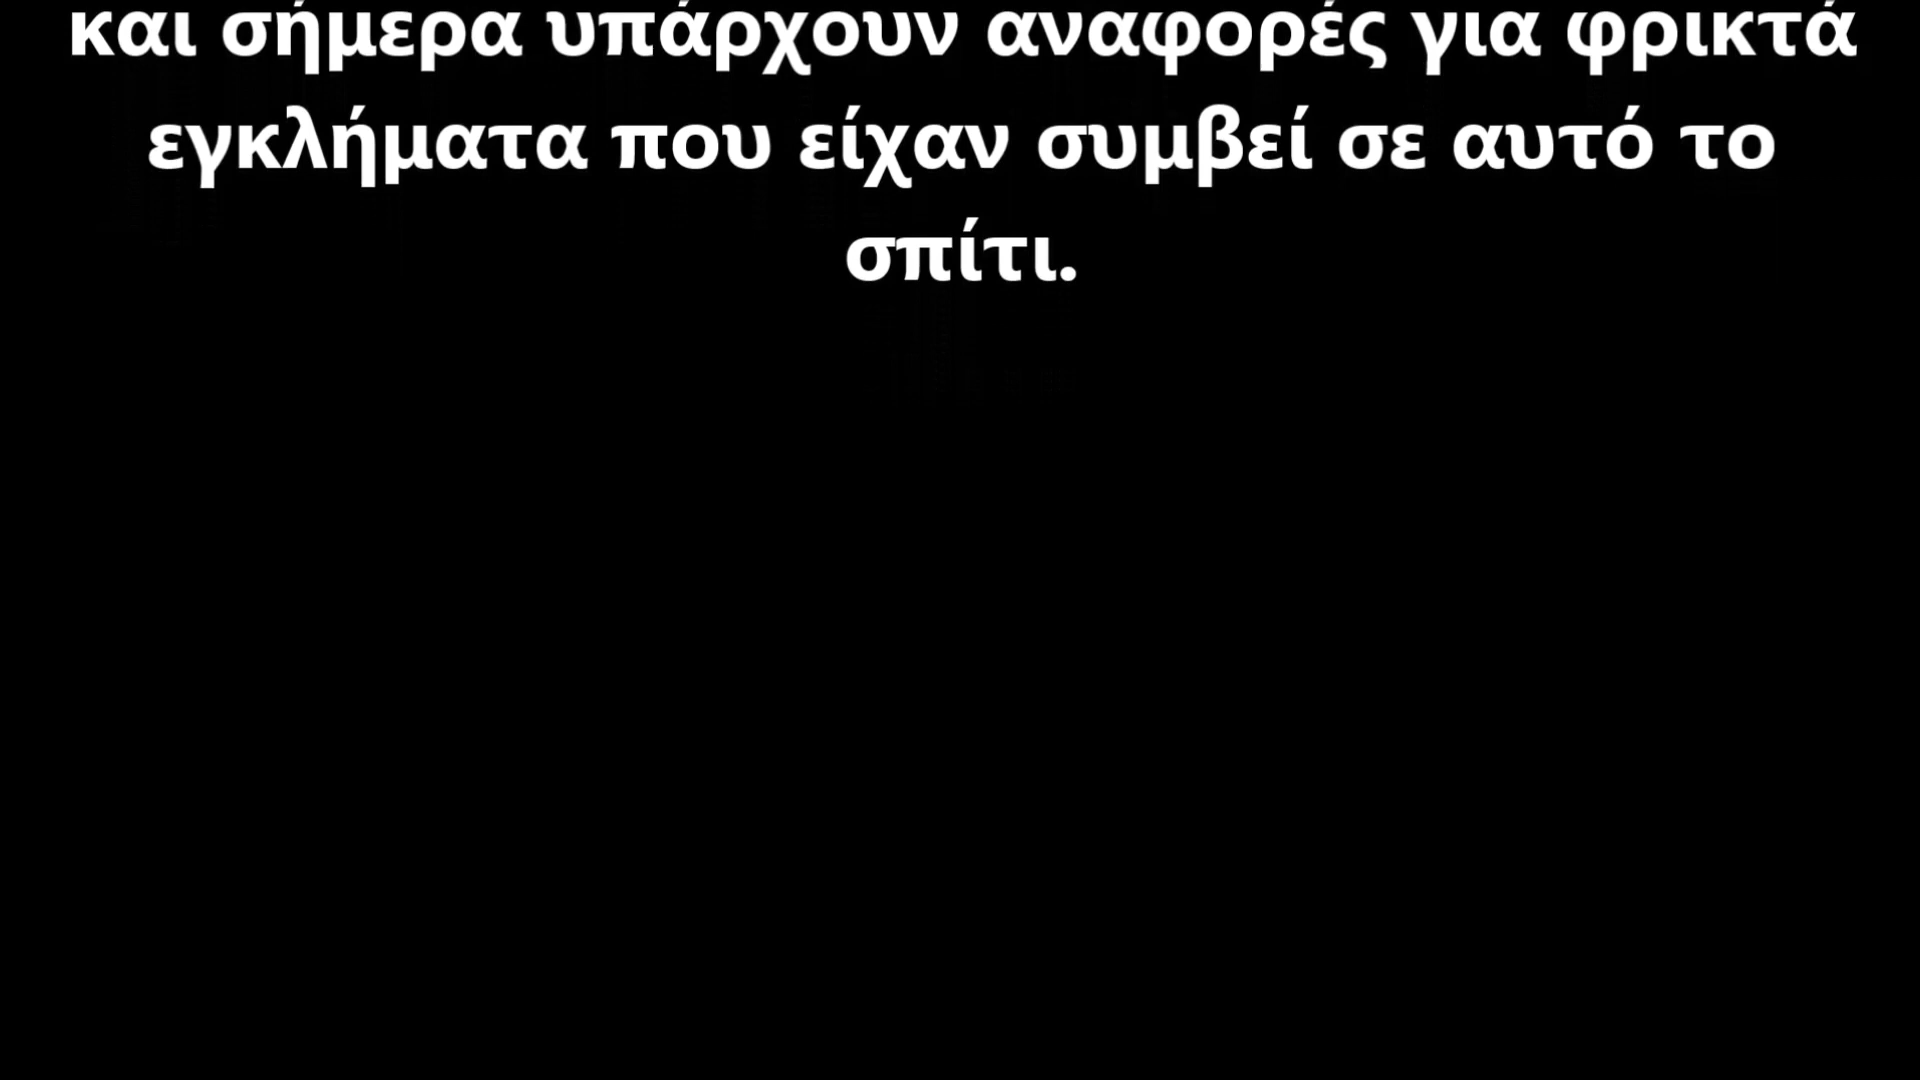 και σήμερα υπάρχουν αναφορές για φρικτά
εγκλήματα που είχαν συμβεί σε αυτό το
σπίτι.